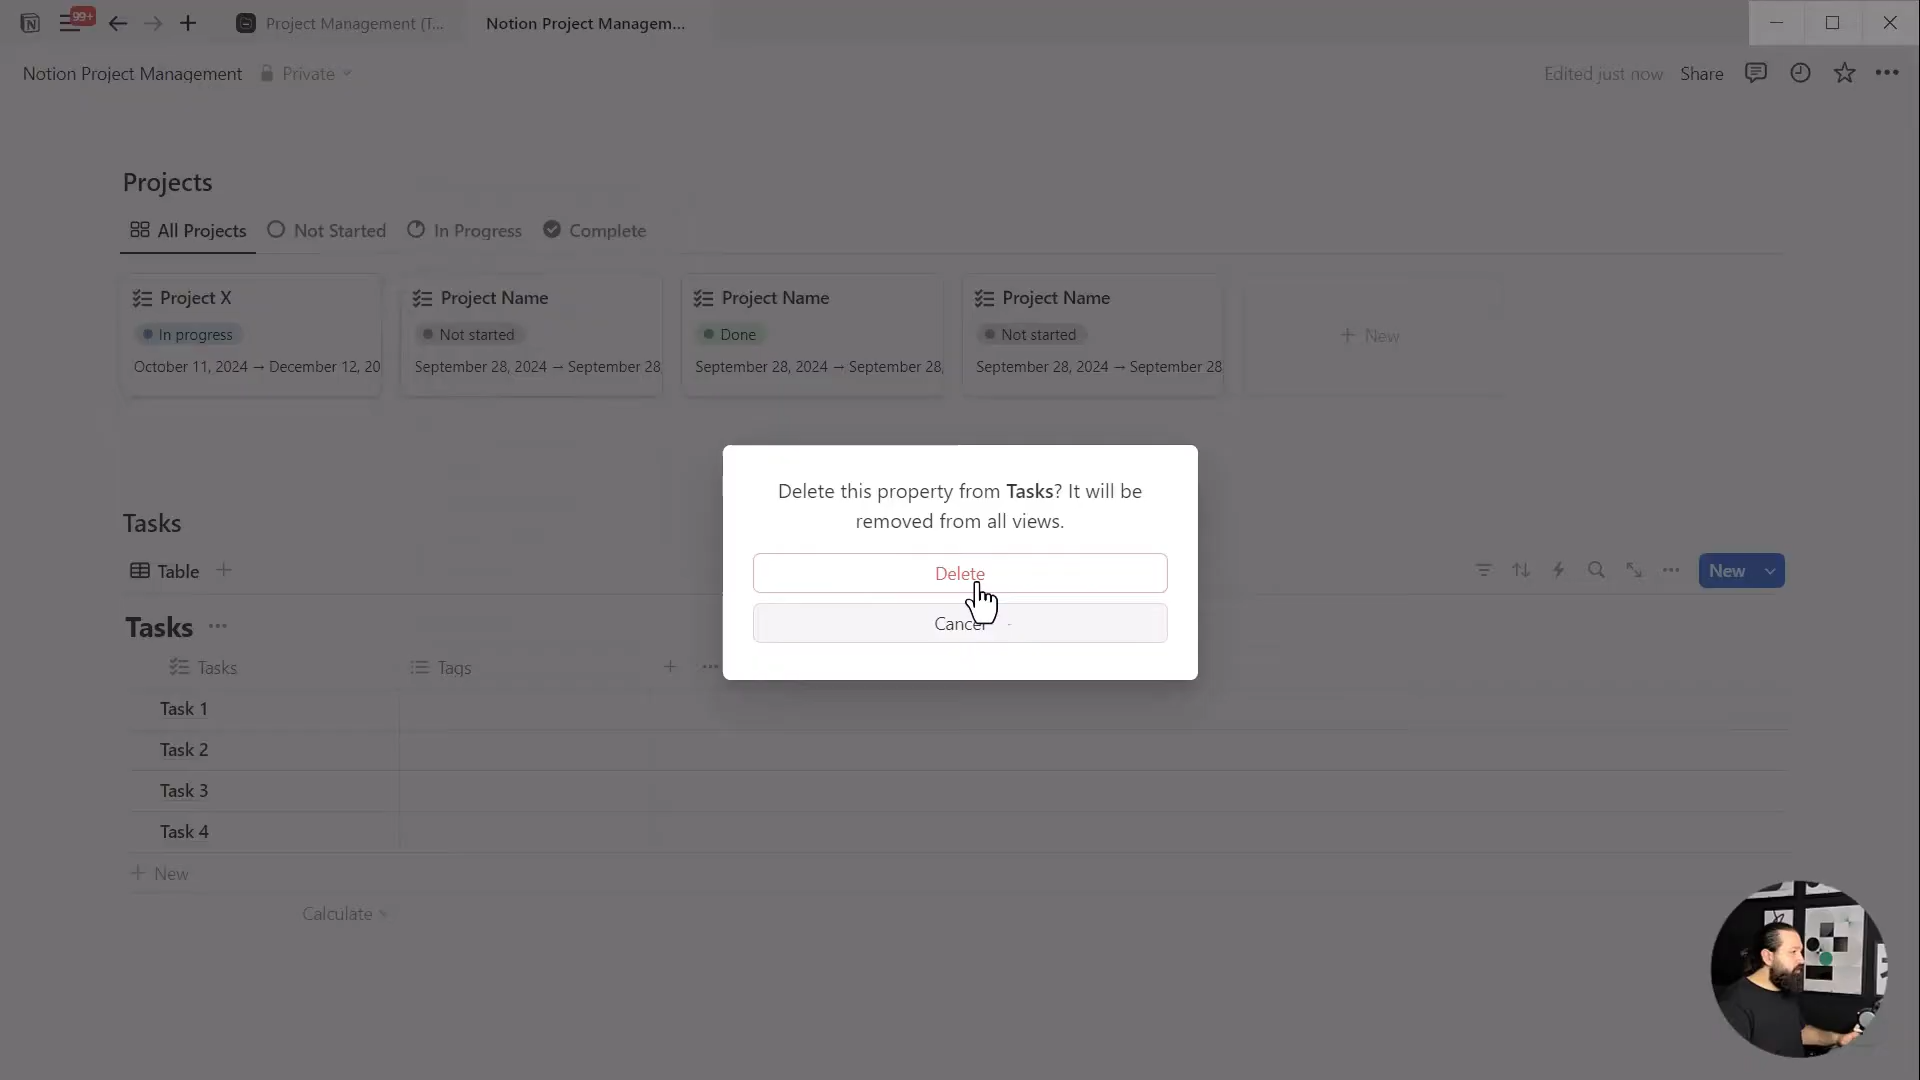 99+
Project Management (T...
Notion Project Managem...
Notion Project Management
Private
Edited just now
Share
Projects
All Projects
Not Started
In Progress
Complete
Project X
In progress
October 11, 2024 → December 12, 20
Project Name
Not started
September 28, 2024 → September 28
Project Name
Done
September 28, 2024 → September 28,
Project Name
Not started
September 28, 2024 → September 28
+ New
Delete this property from Tasks? It will be
removed from all views.
Delete
Cancel
Tasks
Table
New
Tasks
Tasks
Tags
Task 1
Task 2
Task 3
Task 4
+ New
Calculate